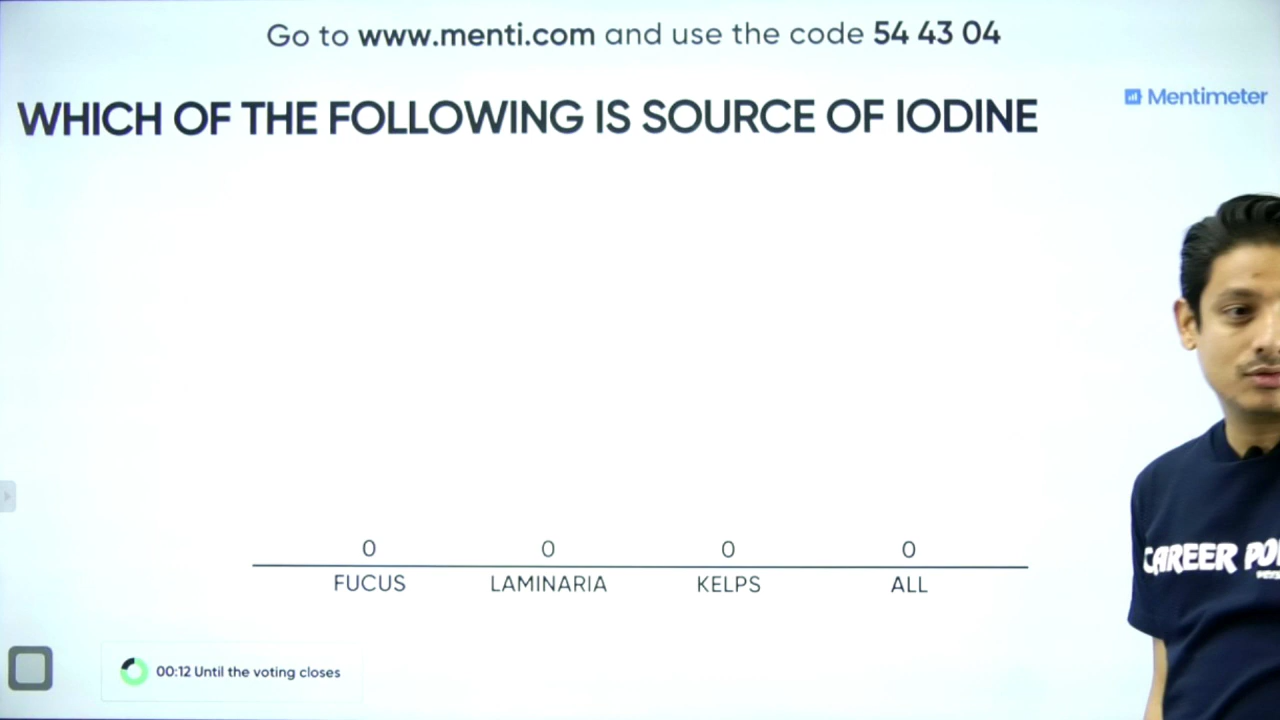 Go to www.menti.com and use the code 54 43 04
Mentimeter
WHICH OF THE FOLLOWING IS SOURCE OF IODINE
0 0 0 0
FUCUS LAMINARIA KELPS ALL
CAREER PO
00:12 Until the voting closes